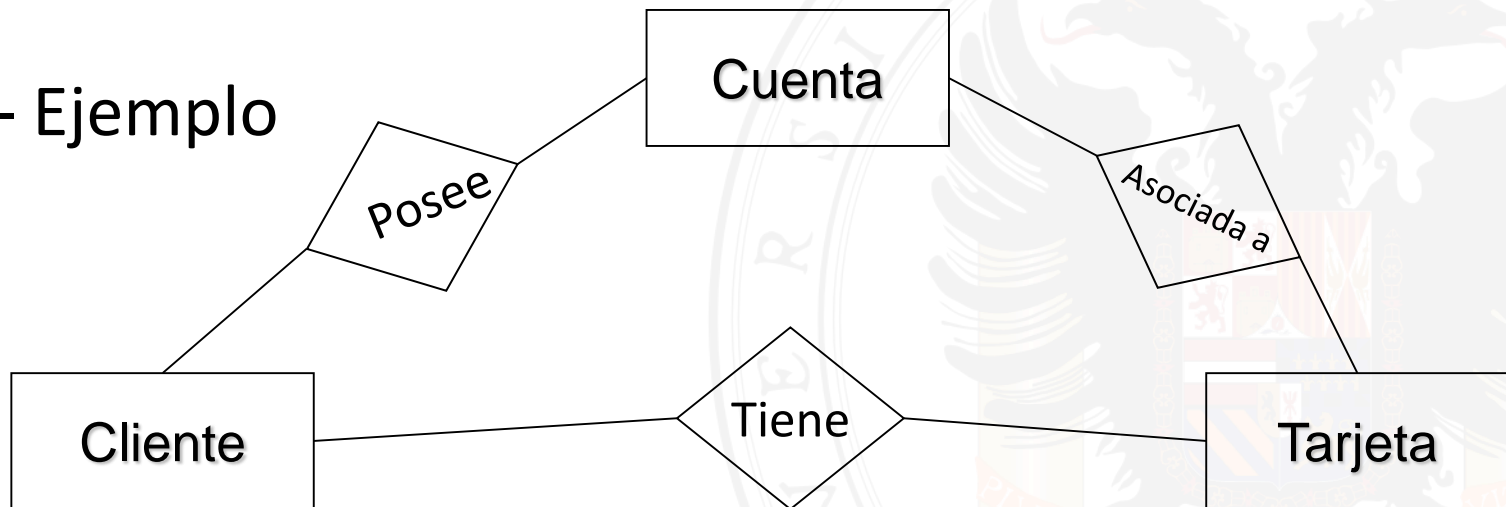 Cuenta
- Ejemplo
Posee
Asociada a
Cliente
Tiene
Tarjeta
E R S I